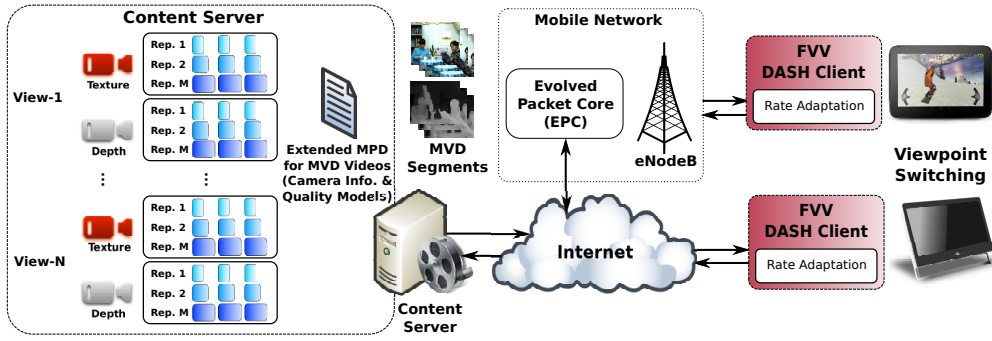 Content Server
View-1
Texture
Rep. 1
Rep. 2
Rep. M
Depth
Rep. 1
Rep. 2
Rep. M
...
...
View-N
Texture
Rep. 1
Rep. 2
Rep. M
Depth
Rep. 1
Rep. 2
Rep. M
Extended MPD
for MVD Videos
(Camera Info. &
Quality Models)
MVD
Segments
Content
Server
Mobile Network
Evolved
Packet Core
(EPC)
eNodeB
Internet
FVV
DASH Client
Rate Adaptation
Viewpoint
Switching
FVV
DASH Client
Rate Adaptation